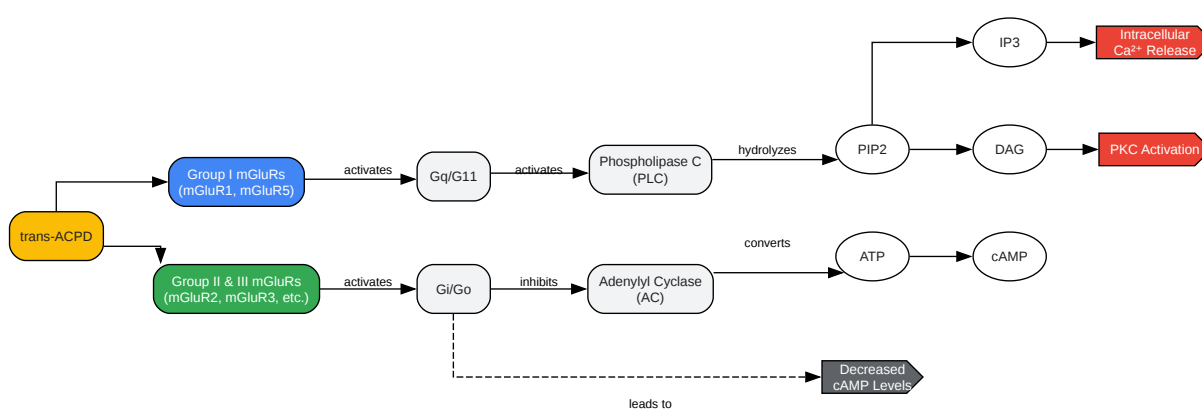 IP3
Intracellular
Ca²⁺ Release
hydrolyzes
PIP2
DAG
PKC Activation
Phospholipase C
(PLC)
activates
Gq/G11
activates
Group I mGluRs
(mGluR1, mGluR5)
trans-ACPD
Group II & III mGluRs
(mGluR2, mGluR3, etc.)
activates
Gi/Go
inhibits
Adenylyl Cyclase
(AC)
converts
ATP
cAMP
Decreased
cAMP Levels
leads to